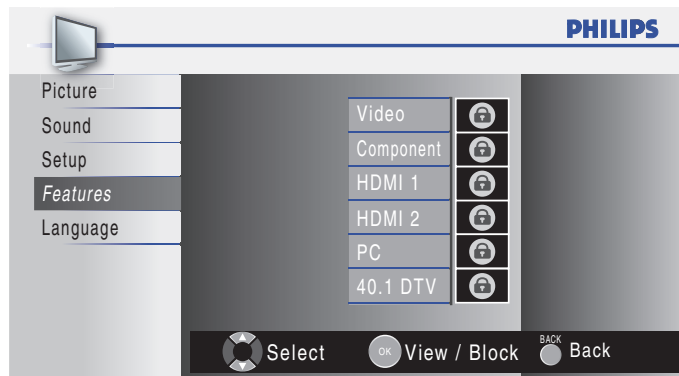 PHILIPS
Picture
Sound
Setup
Features
Language
Video
Component
HDMI 1
HDMI 2
PC
40.1 DTV
Select
OK View / Block
BACK Back